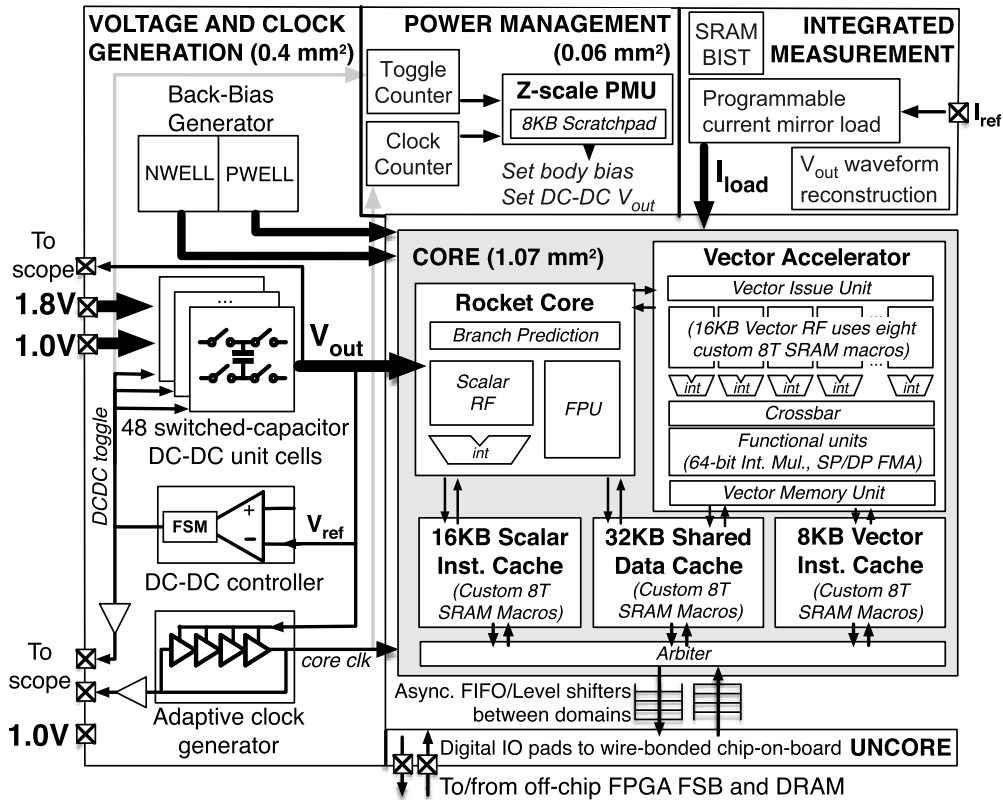 VOLTAGE AND CLOCK
GENERATION (0.4 mm²)
Back-Bias
Generator
NWELL
PWELL
To
scope
1.8V
1.0V
...
Vout
48 switched-capacitor
DC-DC unit cells
DCDC toggle
FSM
+
−
Vref
DC-DC controller
To
scope
1.0V
core clk
Adaptive clock
generator
POWER MANAGEMENT
(0.06 mm²)
Toggle
Counter
Clock
Counter
Z-scale PMU
8KB Scratchpad
Set body bias
Set DC-DC Vout
INTEGRATED
MEASUREMENT
SRAM
BIST
Programmable
current mirror load
Iref
Iload
Vout waveform
reconstruction
CORE (1.07 mm²)
Rocket Core
Branch Prediction
Scalar
RF
FPU
int
Vector Accelerator
Vector Issue Unit
(16KB Vector RF uses eight
custom 8T SRAM macros)
...
...
int
int
int
int
...
int
Crossbar
Functional units
(64-bit Int. Mul., SP/DP FMA)
Vector Memory Unit
16KB Scalar
Inst. Cache
(Custom 8T
SRAM Macros)
32KB Shared
Data Cache
(Custom 8T
SRAM Macros)
8KB Vector
Inst. Cache
(Custom 8T
SRAM Macros)
Arbiter
Async. FIFO/Level shifters
between domains
Digital IO pads to wire-bonded chip-on-board UNCORE
To/from off-chip FPGA FSB and DRAM